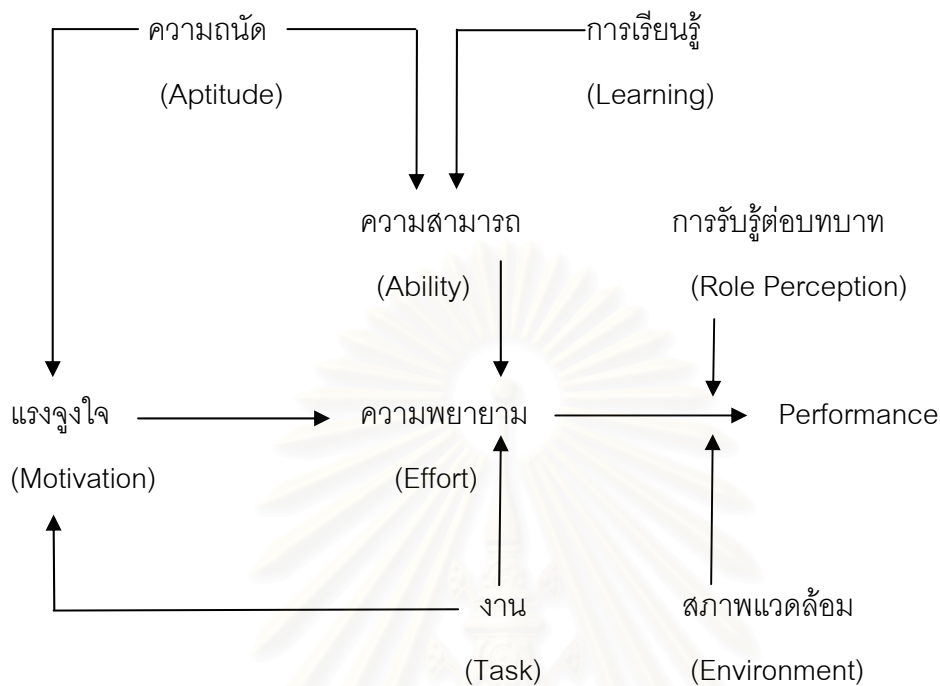 ความถนัด การเรียนรู้
(Aptitude) (Learning)
ความสามารถ การรับรู้ต่อบทบาท
(Ability) (Role Perception)
แรงจูงใจ ความพยายาม Performance
(Motivation) (Effort)
งาน สภาพแวดล้อม
(Task) (Environment)